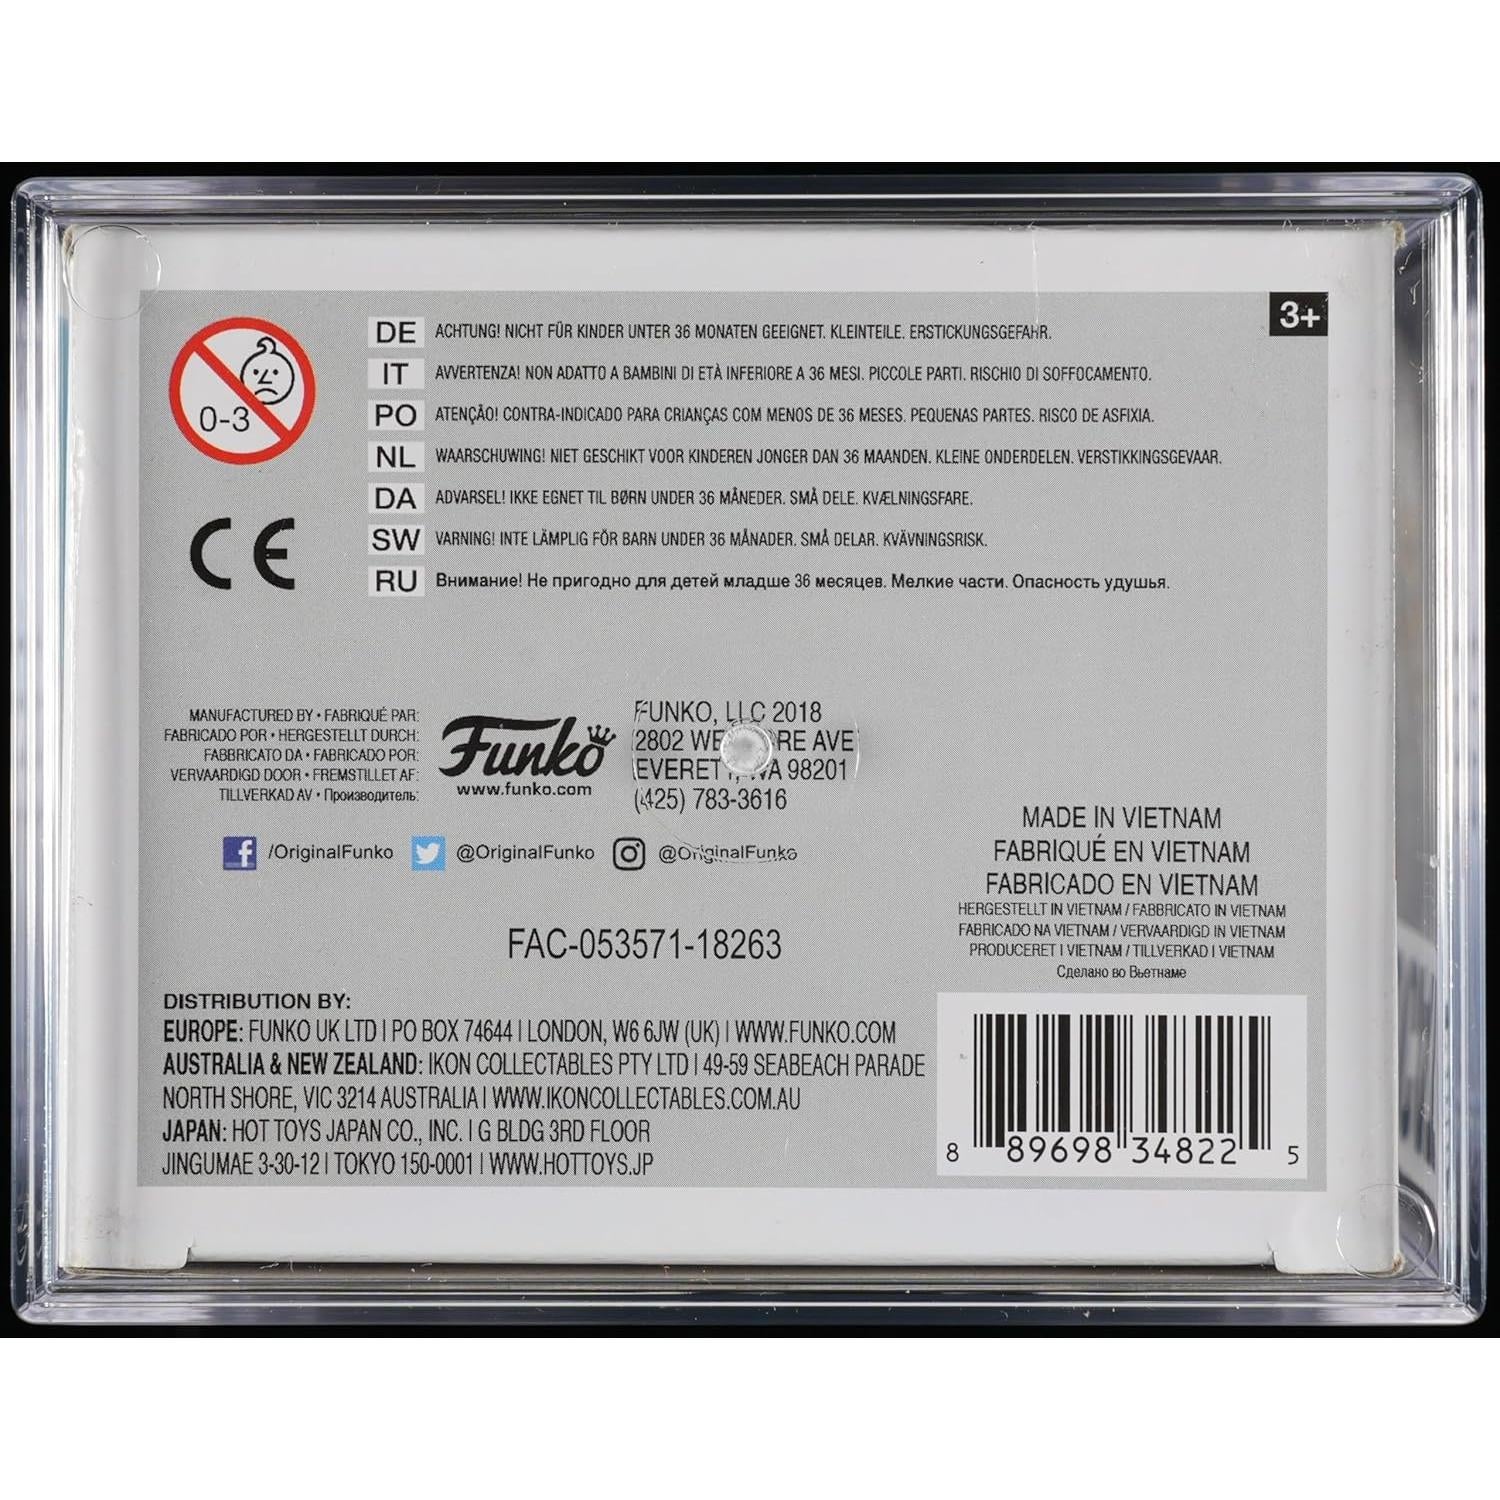 3+
0-3
DE ACHTUNG! NICHT FÜR KINDER UNTER 36 MONATEN GEEIGNET. KLEINTEILE. ERSTICKUNGSGEFAHR.
IT AVVERTENZA! NON ADATTO A BAMBINI DI ETÀ INFERIORE A 36 MESI. PICCOLE PARTI. RISCHIO DI SOFFOCAMENTO.
PO ATENÇÃO! CONTRA-INDICADO PARA CRIANÇAS COM MENOS DE 36 MESES. PEQUENAS PARTES. RISCO DE ASFIXIA.
NL WAARSCHUWING! NIET GESCHIKT VOOR KINDEREN JONGER DAN 36 MAANDEN. KLEINE ONDERDELEN. VERSTIKKINGSGEVAAR.
DA ADVARSEL! IKKE EGNET TIL BØRN UNDER 36 MÅNEDER. SMÅ DELE. KVÆLNINGSFARE.
SW VARNING! INTE LÄMPLIG FÖR BARN UNDER 36 MÅNADER. SMÅ DELAR. KVÄVNINGSRISK.
RU Внимание! Не пригодно для детей младше 36 месяцев. Мелкие части. Опасность удушья.
CE
MANUFACTURED BY • FABRIQUÉ PAR:
FABRICADO POR • HERGESTELLT DURCH:
FABBRICATO DA • FABRICADO POR:
VERVAARDIGD DOOR • FREMSTILLET AF:
TILLVERKAD AV • Производитель:
Funko
www.funko.com
FUNKO, LLC 2018
2802 AVE
EVERETT, WA 98201
(425) 783-3616
/OriginalFunko @OriginalFunko @OriginalFunko
MADE IN VIETNAM
FABRIQUÉ EN VIETNAM
FABRICADO EN VIETNAM
HERGESTELLT IN VIETNAM / FABBRICATO IN VIETNAM
FABRICADO NA VIETNAM / VERVAARDIGD IN VIETNAM
PRODUCERET I VIETNAM / TILLVERKAD I VIETNAM
Сделано во Вьетнаме
FAC-053571-18263
DISTRIBUTION BY:
EUROPE: FUNKO UK LTD | PO BOX 74644 | LONDON, W6 6JW (UK) | WWW.FUNKO.COM
AUSTRALIA & NEW ZEALAND: IKON COLLECTABLES PTY LTD | 49-59 SEABEACH PARADE
NORTH SHORE, VIC 3214 AUSTRALIA | WWW.IKONCOLLECTABLES.COM.AU
JAPAN: HOT TOYS JAPAN CO., INC. | G BLDG 3RD FLOOR
JINGUMAE 3-30-12 | TOKYO 150-0001 | WWW.HOTTOYS.JP
8 89698 34822 5